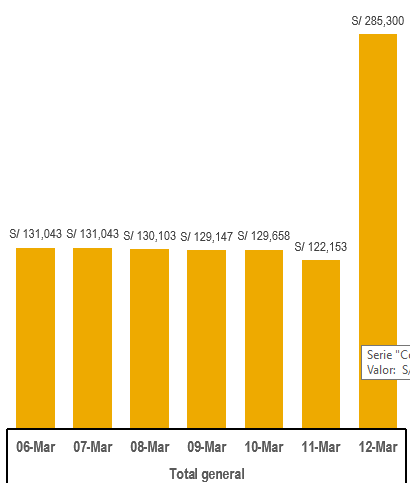 S/ 285,300
S/ 131,043 S/ 131,043 S/ 130,103 S/ 129,147 S/ 129,658 S/ 122,153
Serie
Valor:
06-Mar 07-Mar 08-Mar 09-Mar 10-Mar 11-Mar 12-Mar
Total general